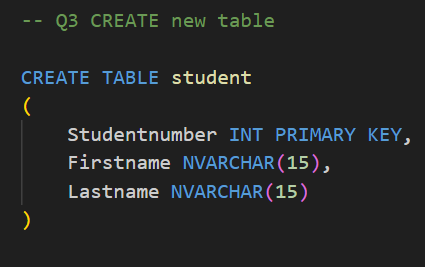 -- Q3 CREATE new table
CREATE TABLE student
(
Studentnumber INT PRIMARY KEY,
Firstname NVARCHAR(15),
Lastname NVARCHAR(15)
)